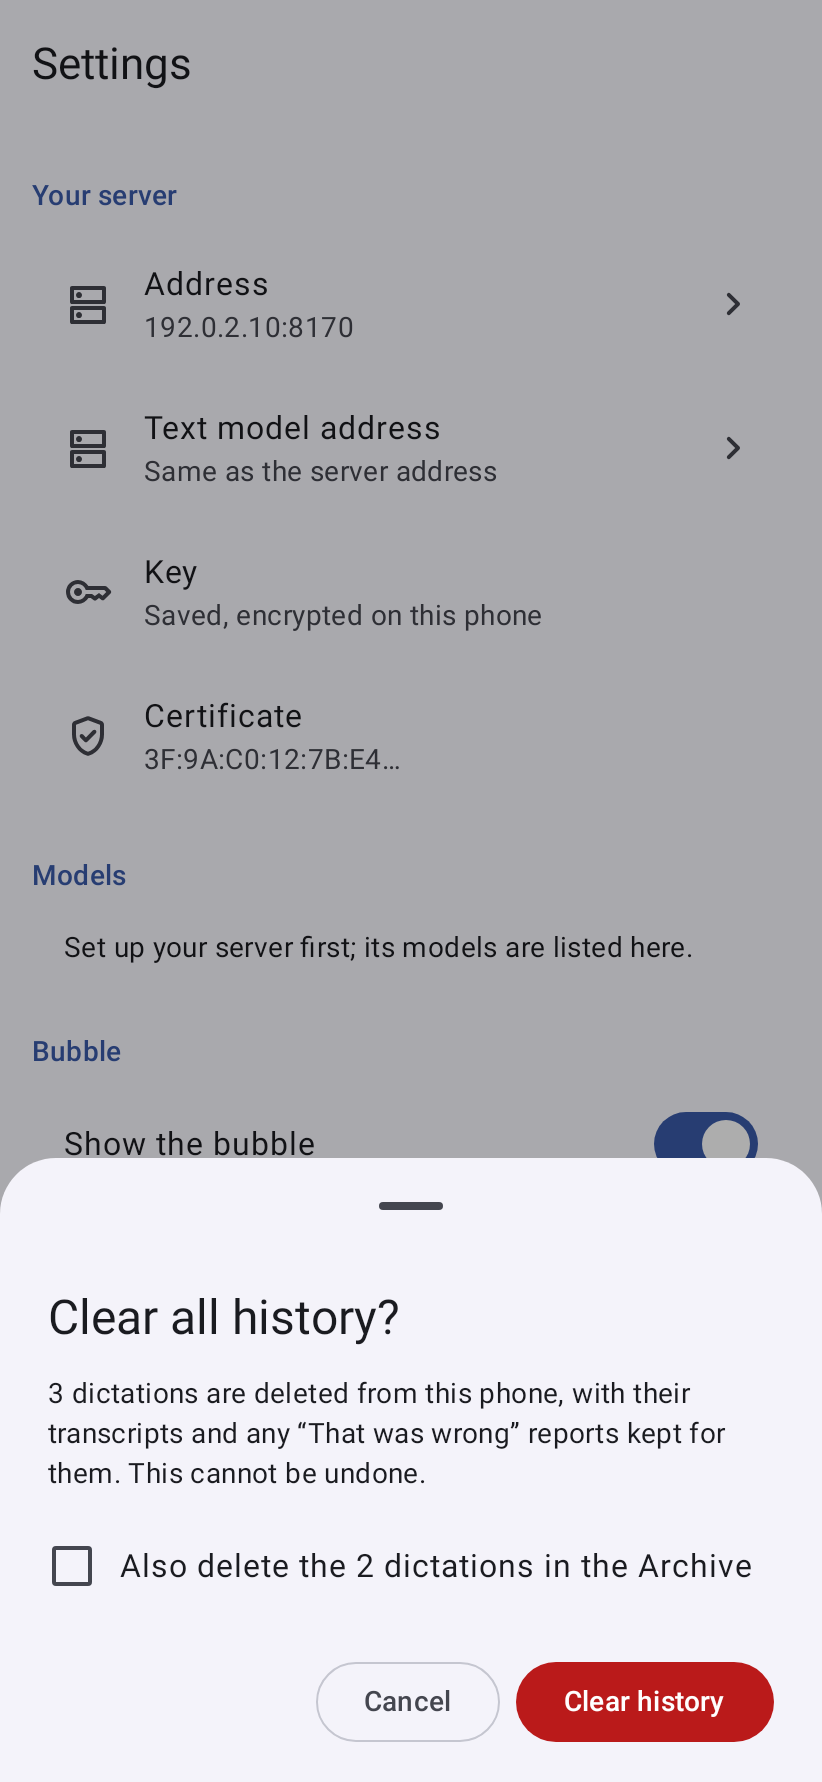 Settings
Your server
Address
192.0.2.10:8170
Text model address
Same as the server address
Key
Saved, encrypted on this phone
Certificate
3F:9A:C0:12:7B:E4…
Models
Set up your server first; its models are listed here.
Bubble
Show the bubble
Clear all history?
3 dictations are deleted from this phone, with their
transcripts and any “That was wrong” reports kept for
them. This cannot be undone.
Also delete the 2 dictations in the Archive
Cancel
Clear history